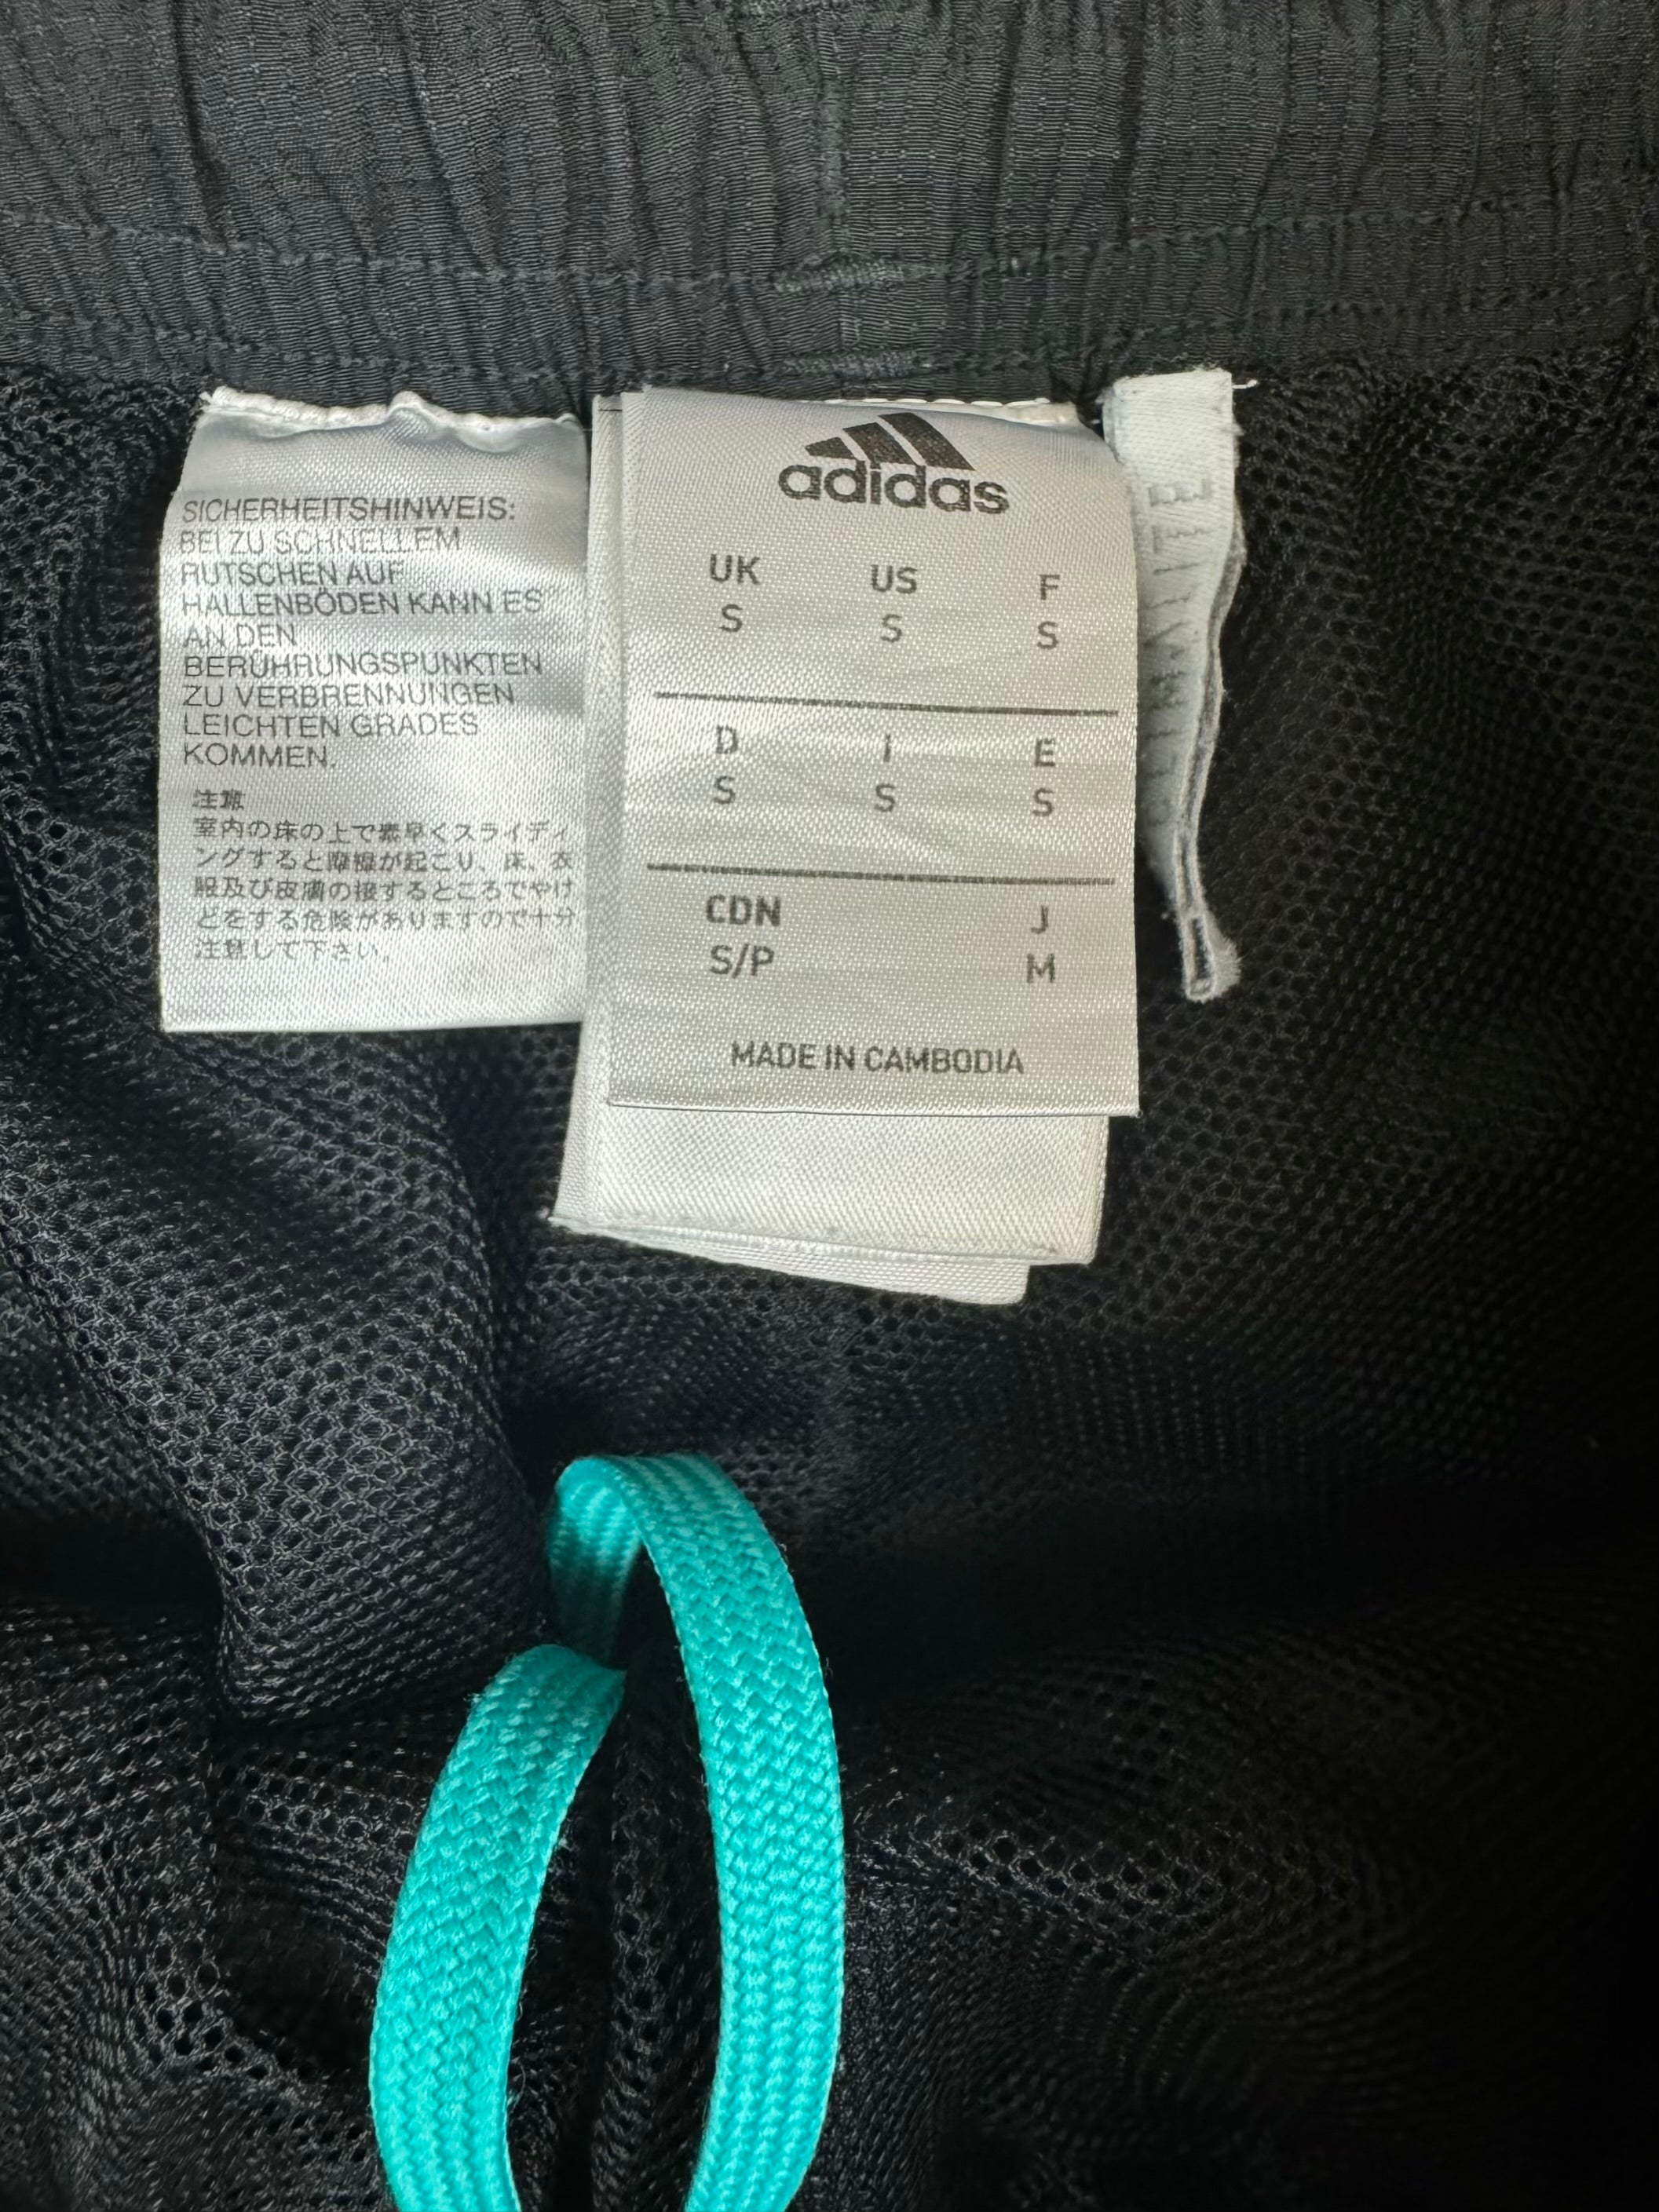 SICHERHEITSHINWEIS:
BEI ZU SCHNELLEM
RUTSCHEN AUF
HALLENBÖDEN KANN ES
AN DEN
BERÜHRUNGSPUNKTEN
ZU VERBRENNUNGEN
LEICHTEN GRADES
KOMMEN.
注意
室内の床の上で素早くスライディ
ングすると摩擦が起こり、床、衣
服及び皮膚の接するところでやけ
どをする危険がありますので十分
注意して下さい。
adidas
UK US F
S S S
D I E
S S S
CDN J
S/P M
MADE IN CAMBODIA